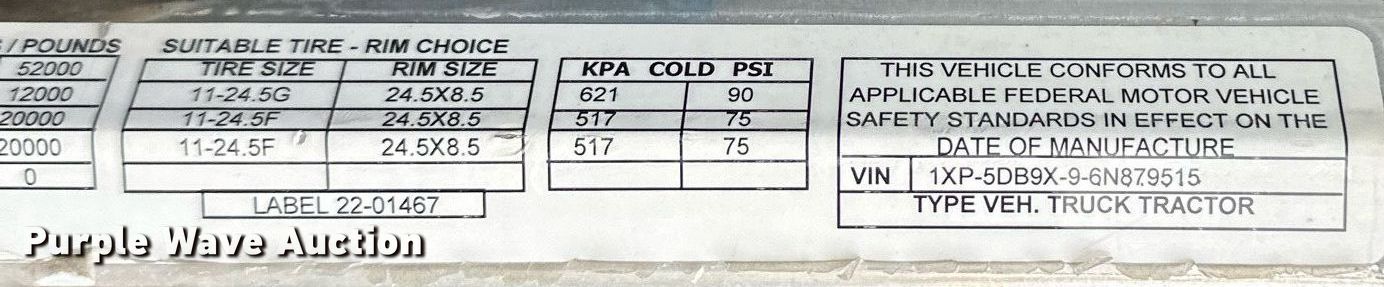 / POUNDS SUITABLE TIRE - RIM CHOICE
52000 TIRE SIZE RIM SIZE KPA COLD PSI
12000 11-24.5G 24.5X8.5 621 90
20000 11-24.5F 24.5X8.5 517 75
20000 11-24.5F 24.5X8.5 517 75
0
LABEL 22-01467
THIS VEHICLE CONFORMS TO ALL
APPLICABLE FEDERAL MOTOR VEHICLE
SAFETY STANDARDS IN EFFECT ON THE
DATE OF MANUFACTURE
VIN 1XP-5DB9X-9-6N879515
TYPE VEH. TRUCK TRACTOR
Purple Wave Auction